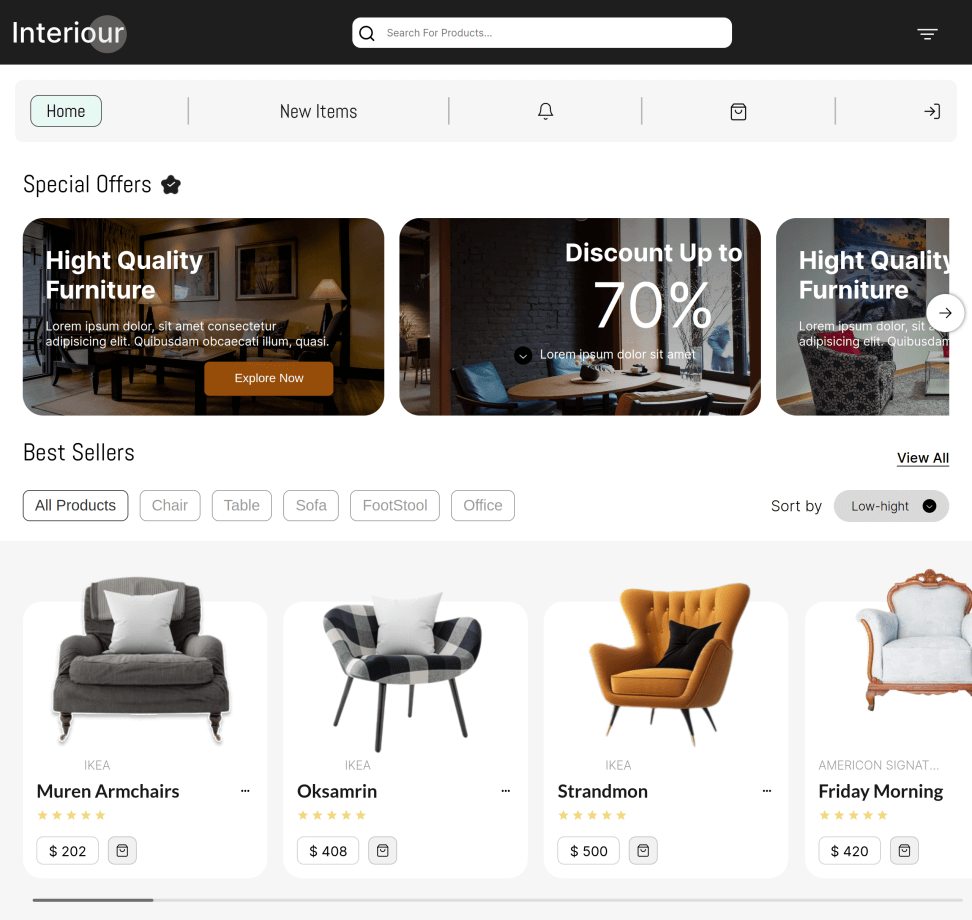 Interiour
Search For Products...
Home
New Items
Special Offers
Hight Quality
Furniture
Lorem ipsum dolor, sit amet consectetur
adipisicing elit. Quibusdam obcaecati illum, quasi.
Explore Now
Discount Up to
70%
Lorem ipsum dolor sit amet
Hight Quality
Furniture
Lorem ipsum dolor, sit a
adipisicing elit. Quibusdam
Best Sellers
View All
All Products
Chair
Table
Sofa
FootStool
Office
Sort by
Low-hight
IKEA
Muren Armchairs
...
$ 202
IKEA
Oksamrin
...
$ 408
IKEA
Strandmon
...
$ 500
AMERICON SIGNAT...
Friday Morning
$ 420